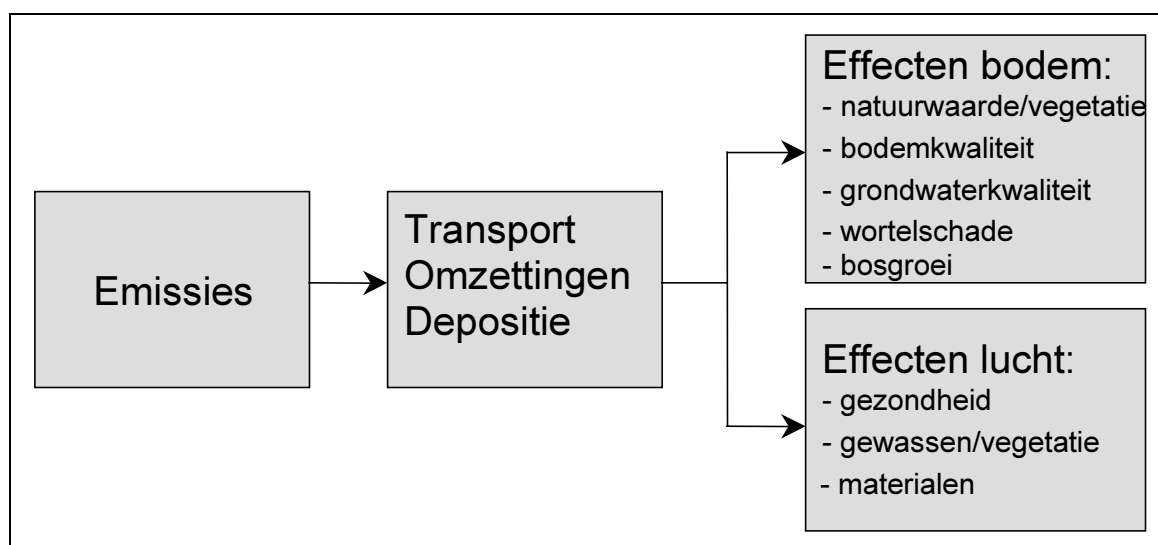 Emissies
Transport
Omzettingen
Depositie
Effecten bodem:
- natuurwaarde/vegetatie
- bodemkwaliteit
- grondwaterkwaliteit
- wortelschade
- bosgroei
Effecten lucht:
- gezondheid
- gewassen/vegetatie
- materialen